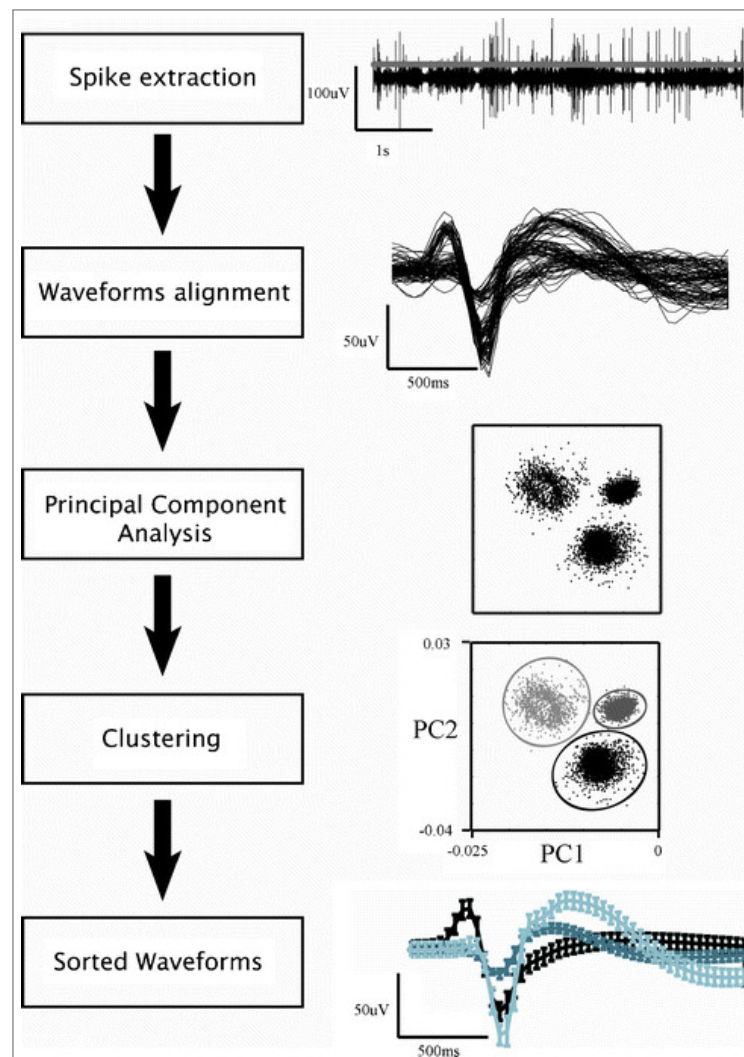 Spike extraction
100uV
1s
Waveforms alignment
50uV
500ms
Principal Component
Analysis
0.03
Clustering
PC2
-0.04
-0.025
PC1
0
Sorted Waveforms
50uV
500ms